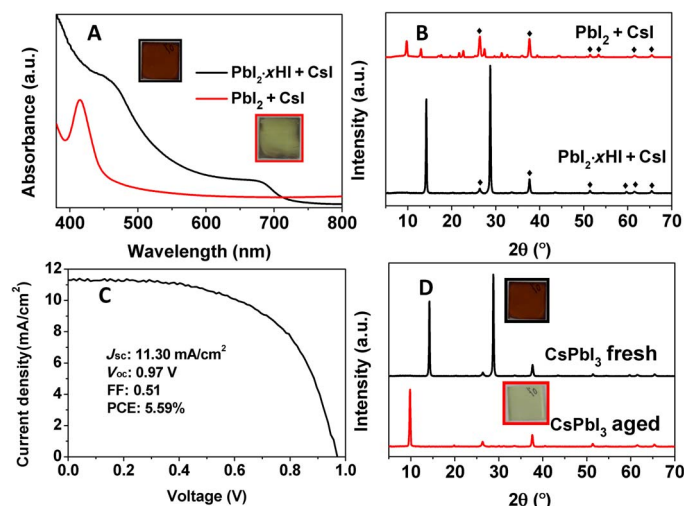 A
PbI2·xHI + CsI
PbI2 + CsI
Absorbance (a.u.)
400 500 600 700 800
Wavelength (nm)
B
PbI2 + CsI
PbI2·xHI + CsI
Intensity (a.u.)
10 20 30 40 50 60 70
2θ (°)
C
Jsc: 11.30 mA/cm2
Voc: 0.97 V
FF: 0.51
PCE: 5.59%
Current density(mA/cm2)
12
10
8
6
4
2
0
0.0 0.2 0.4 0.6 0.8 1.0
Voltage (V)
D
CsPbI3 fresh
CsPbI3 aged
Intensity (a.u.)
10 20 30 40 50 60 70
2θ (°)